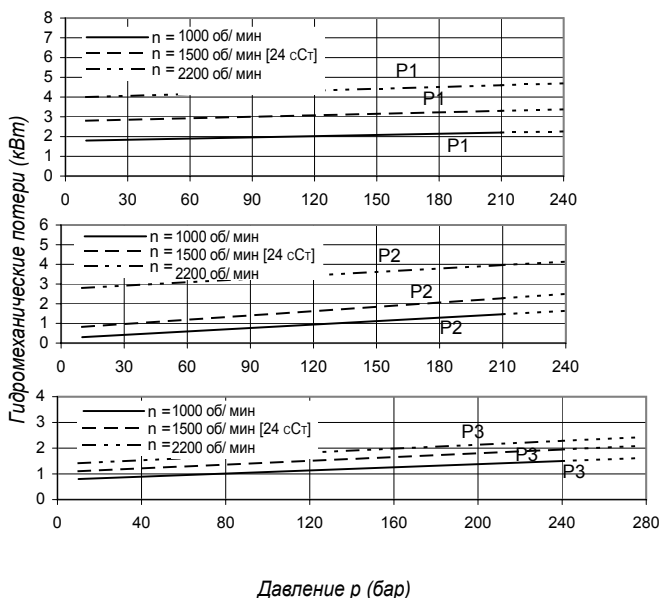 Гидромеханические потери (кВт)
8
7
6
5
4
3
2
1
0
n = 1000 об/ мин
n = 1500 об/ мин [24 сСт]
n = 2200 об/ мин
P1
P1
P1
0 30 60 90 120 150 180 210 240
6
5
4
3
2
1
0
n = 1000 об/ мин
n = 1500 об/ мин [24 сСт]
n = 2200 об/ мин
P2
P2
P2
0 30 60 90 120 150 180 210 240
4
3
2
1
0
n = 1000 об/ мин
n = 1500 об/ мин [24 сСт]
n = 2200 об/ мин
P3
P3
P3
0 40 80 120 160 200 240 280
Давление p (бар)